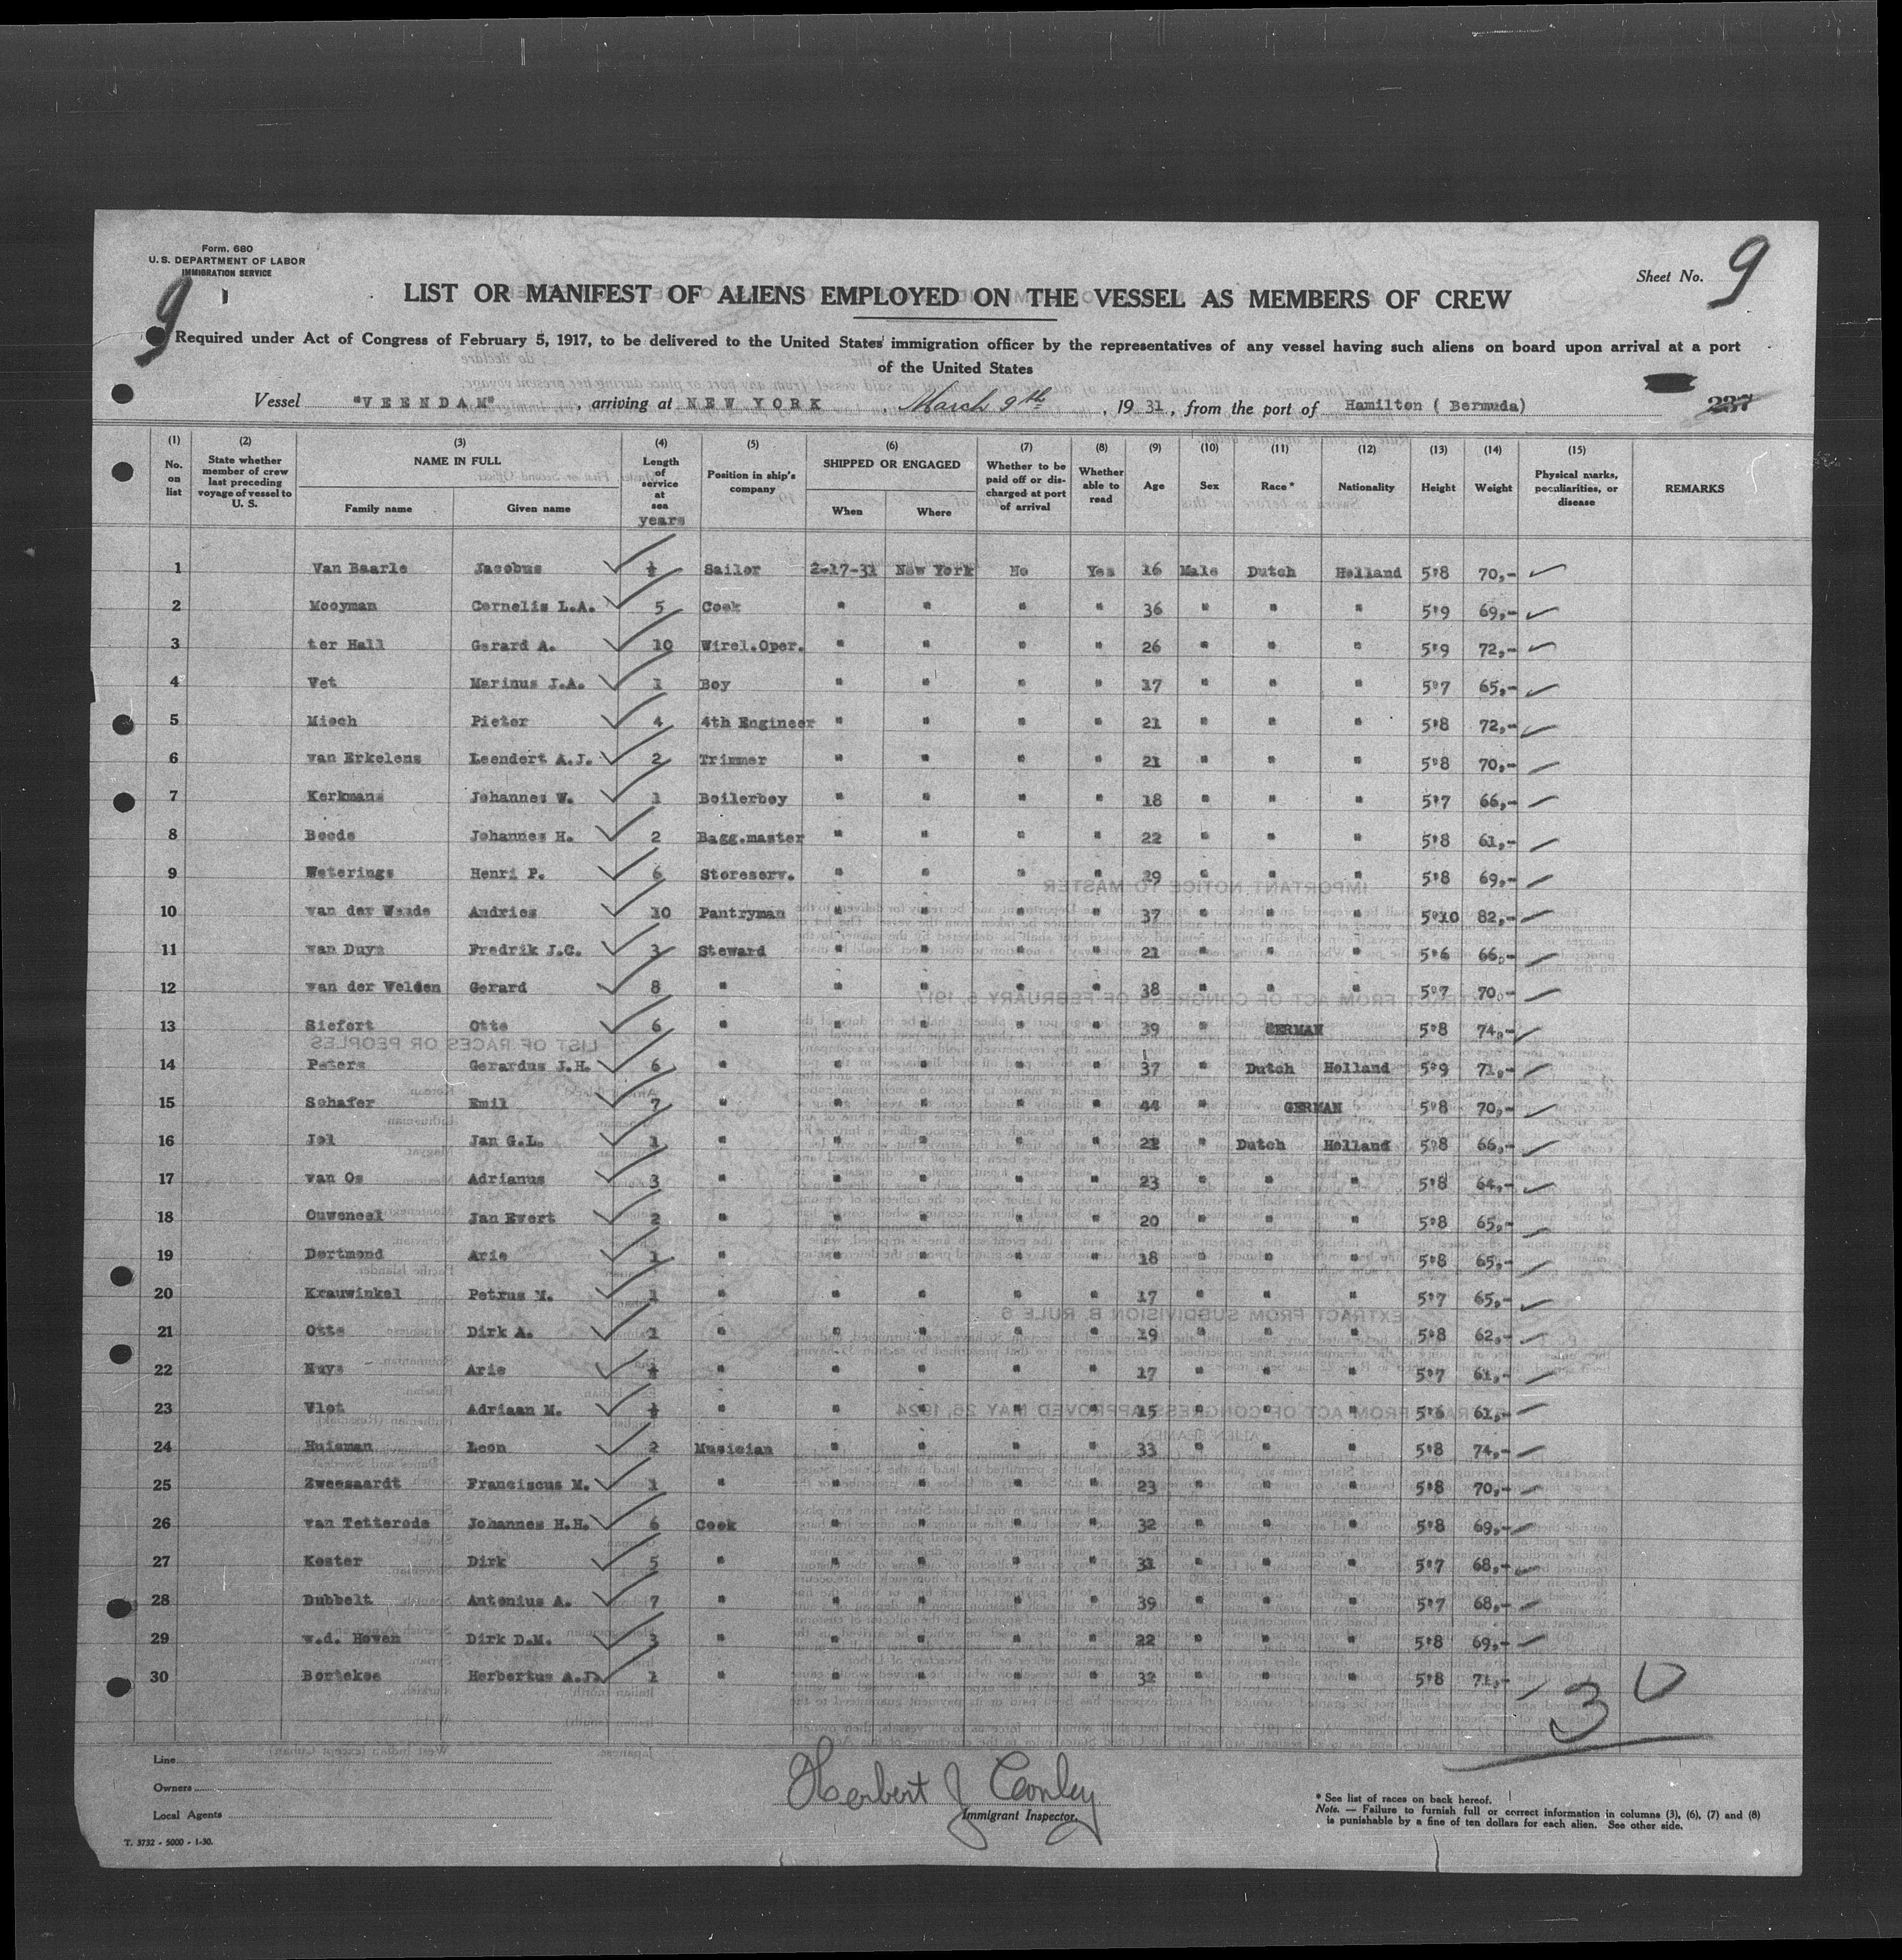 Form. 680
U. S. DEPARTMENT OF LABOR
IMMIGRATION SERVICE
9
Sheet No. 9
LIST OR MANIFEST OF ALIENS EMPLOYED ON THE VESSEL AS MEMBERS OF CREW
Required under Act of Congress of February 5, 1917, to be delivered to the United States immigration officer by the representatives of any vessel having such aliens on board upon arrival at a port
of the United States
Vessel "VEENDAM", arriving at NEW YORK, March 9th, 1931, from the port of Hamilton ( Bermuda)
237
(1) (2) (3) (4) (5) (6) (7) (8) (9) (10) (11) (12) (13) (14) (15)
No. on list State whether member of crew last preceding voyage of vessel to U. S. NAME IN FULL Family name Given name Length of service at sea years Position in ship's company SHIPPED OR ENGAGED When Where Whether to be paid off or discharged at port of arrival Whether able to read Age Sex Race * Nationality Height Weight Physical marks, peculiarities, or disease REMARKS
1 Van Baarle Jacobus Sailor 2-17-31 New York No Yes 16 Male Dutch Holland 5"8 70,-
2 Mooyman Cornelis L.A. 5 Cook " " " " 36 " " " 5"9 69,-
3 ter Hall Gerard A. 10 Wirel.Oper. " " " " 26 " " " 5"9 72,-
4 Vet Marinus J.A. 1 Boy " " " " 17 " " " 5"7 65,-
5 Misch Pieter 4 4th Engineer " " " " 21 " " " 5"8 72,-
6 van Erkelens Leendert A.J. 2 Trimmer " " " " 21 " " " 5"8 70,-
7 Kerkmans Johannes W. 1 Boilerboy " " " " 18 " " " 5"7 66,-
8 Beede Johannes H. 2 Bagg.master " " " " 22 " " " 5"8 61,-
9 Weterings Henri P. 6 Storeserv. " " " " 29 " " " 5"8 69,-
10 van der Weide Andries 10 Pantryman " " " " 37 " " " 5"10 82,-
11 van Duyn Fredrik J.C. 3 Steward " " " " 21 " " " 5"6 66,-
12 van der Velden Gerard 8 " " " " " 38 " " " 5"7 70,-
13 Siefert Otto 6 " " " " " 39 " GERMAN 5"8 74,-
14 Peters Gerardus J.H. 6 " " " " " 37 " Dutch Holland 5"9 71,-
15 Schafer Emil 7 " " " " " 44 " GERMAN 5"8 70,-
16 Jol Jan G.L. 1 " " " " " 22 " Dutch Holland 5"8 66,-
17 van Os Adrianus 3 " " " " " 23 " " " 5"8 64,-
18 Ouweneel Jan Evert 2 " " " " " 20 " " " 5"8 65,-
19 Dortmond Arie 1 " " " " " 18 " " " 5"8 65,-
20 Krauwinkel Petrus M. 1 " " " " " 17 " " " 5"7 65,-
21 Otte Dirk A. 1 " " " " " 19 " " " 5"8 62,-
22 Nuys Arie " " " " " 17 " " " 5"7 61,-
23 Vlot Adriaan M. " " " " " 15 " " " 5"6 61,-
24 Huisman Leon 2 Musician " " " " 33 " " " 5"8 74,-
25 Zweesaardt Franciscus M. 1 " " " " " 23 " " " 5"8 70,-
26 van Tetterode Johannes H.H. 6 Cook " " " " 32 " " " 5"8 69,-
27 Koster Dirk 5 " " " " " 31 " " " 5"7 68,-
28 Dubbelt Antonius A. 7 " " " " " 39 " " " 5"7 68,-
29 v.d. Hoven Dirk D.M. 3 " " " " " 22 " " " 5"8 69,-
30 Bortekee Herbertus A.J. 1 " " " " " 32 " " " 5"8 71,-
30
Line
Owners
Local Agents
T. 3732 - 5000 - 1-30.
Herbert J Conley
Immigrant Inspector.
* See list of races on back hereof.
Note. — Failure to furnish full or correct information in columns (3), (6), (7) and (8)
is punishable by a fine of ten dollars for each alien. See other side.